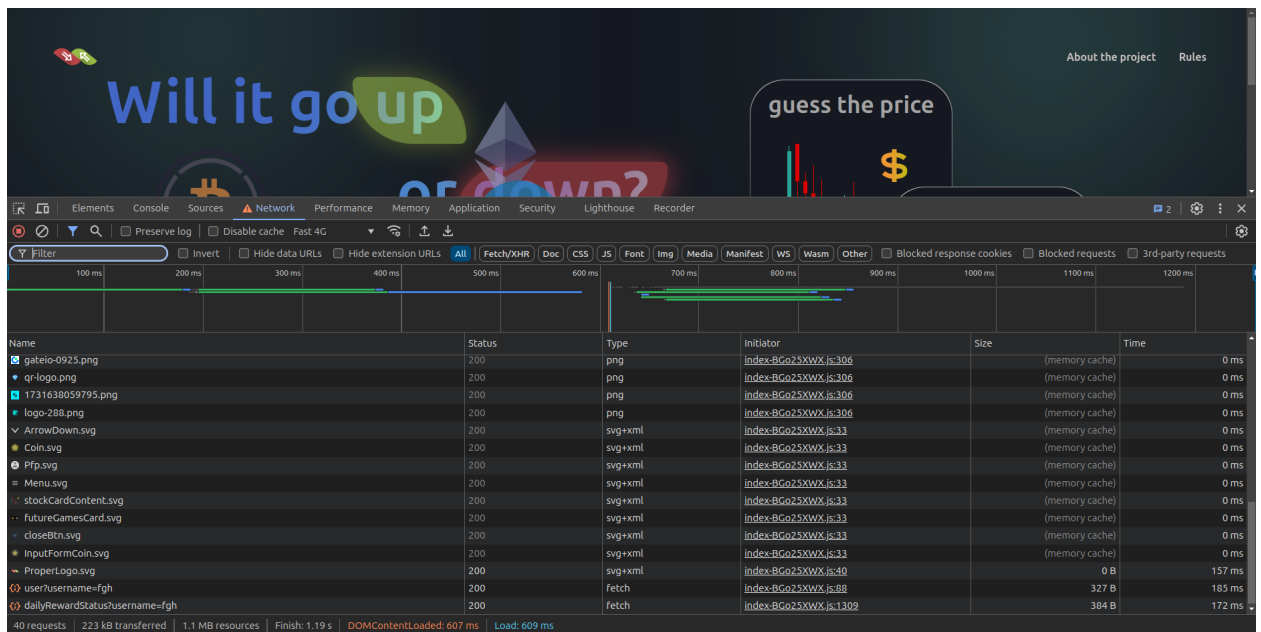 About the project Rules
Will it go up
guess the price
$
or down?
Elements Console Sources Network Performance Memory Application Security Lighthouse Recorder 2
Preserve log Disable cache Fast 4G
Filter Invert Hide data URLs Hide extension URLs All Fetch/XHR Doc CSS JS Font Img Media Manifest WS Wasm Other Blocked response cookies Blocked requests 3rd-party requests
100 ms 200 ms 300 ms 400 ms 500 ms 600 ms 700 ms 800 ms 900 ms 1000 ms 1100 ms 1200 ms
Name Status Type Initiator Size Time
gateio-0925.png 200 png index-BGo25XWX.js:306 (memory cache) 0 ms
qr-logo.png 200 png index-BGo25XWX.js:306 (memory cache) 0 ms
1731638059795.png 200 png index-BGo25XWX.js:306 (memory cache) 0 ms
logo-288.png 200 png index-BGo25XWX.js:306 (memory cache) 0 ms
ArrowDown.svg 200 svg+xml index-BGo25XWX.js:33 (memory cache) 0 ms
Coin.svg 200 svg+xml index-BGo25XWX.js:33 (memory cache) 0 ms
Pfp.svg 200 svg+xml index-BGo25XWX.js:33 (memory cache) 0 ms
Menu.svg 200 svg+xml index-BGo25XWX.js:33 (memory cache) 0 ms
stockCardContent.svg 200 svg+xml index-BGo25XWX.js:33 (memory cache) 0 ms
futureGamesCard.svg 200 svg+xml index-BGo25XWX.js:33 (memory cache) 0 ms
closeBtn.svg 200 svg+xml index-BGo25XWX.js:33 (memory cache) 0 ms
InputFormCoin.svg 200 svg+xml index-BGo25XWX.js:33 (memory cache) 0 ms
ProperLogo.svg 200 svg+xml index-BGo25XWX.js:40 0 B 157 ms
user?username=fgh 200 fetch index-BGo25XWX.js:88 327 B 185 ms
dailyRewardStatus?username=fgh 200 fetch index-BGo25XWX.js:1309 384 B 172 ms
40 requests 223 kB transferred 1.1 MB resources Finish: 1.19 s DOMContentLoaded: 607 ms Load: 609 ms